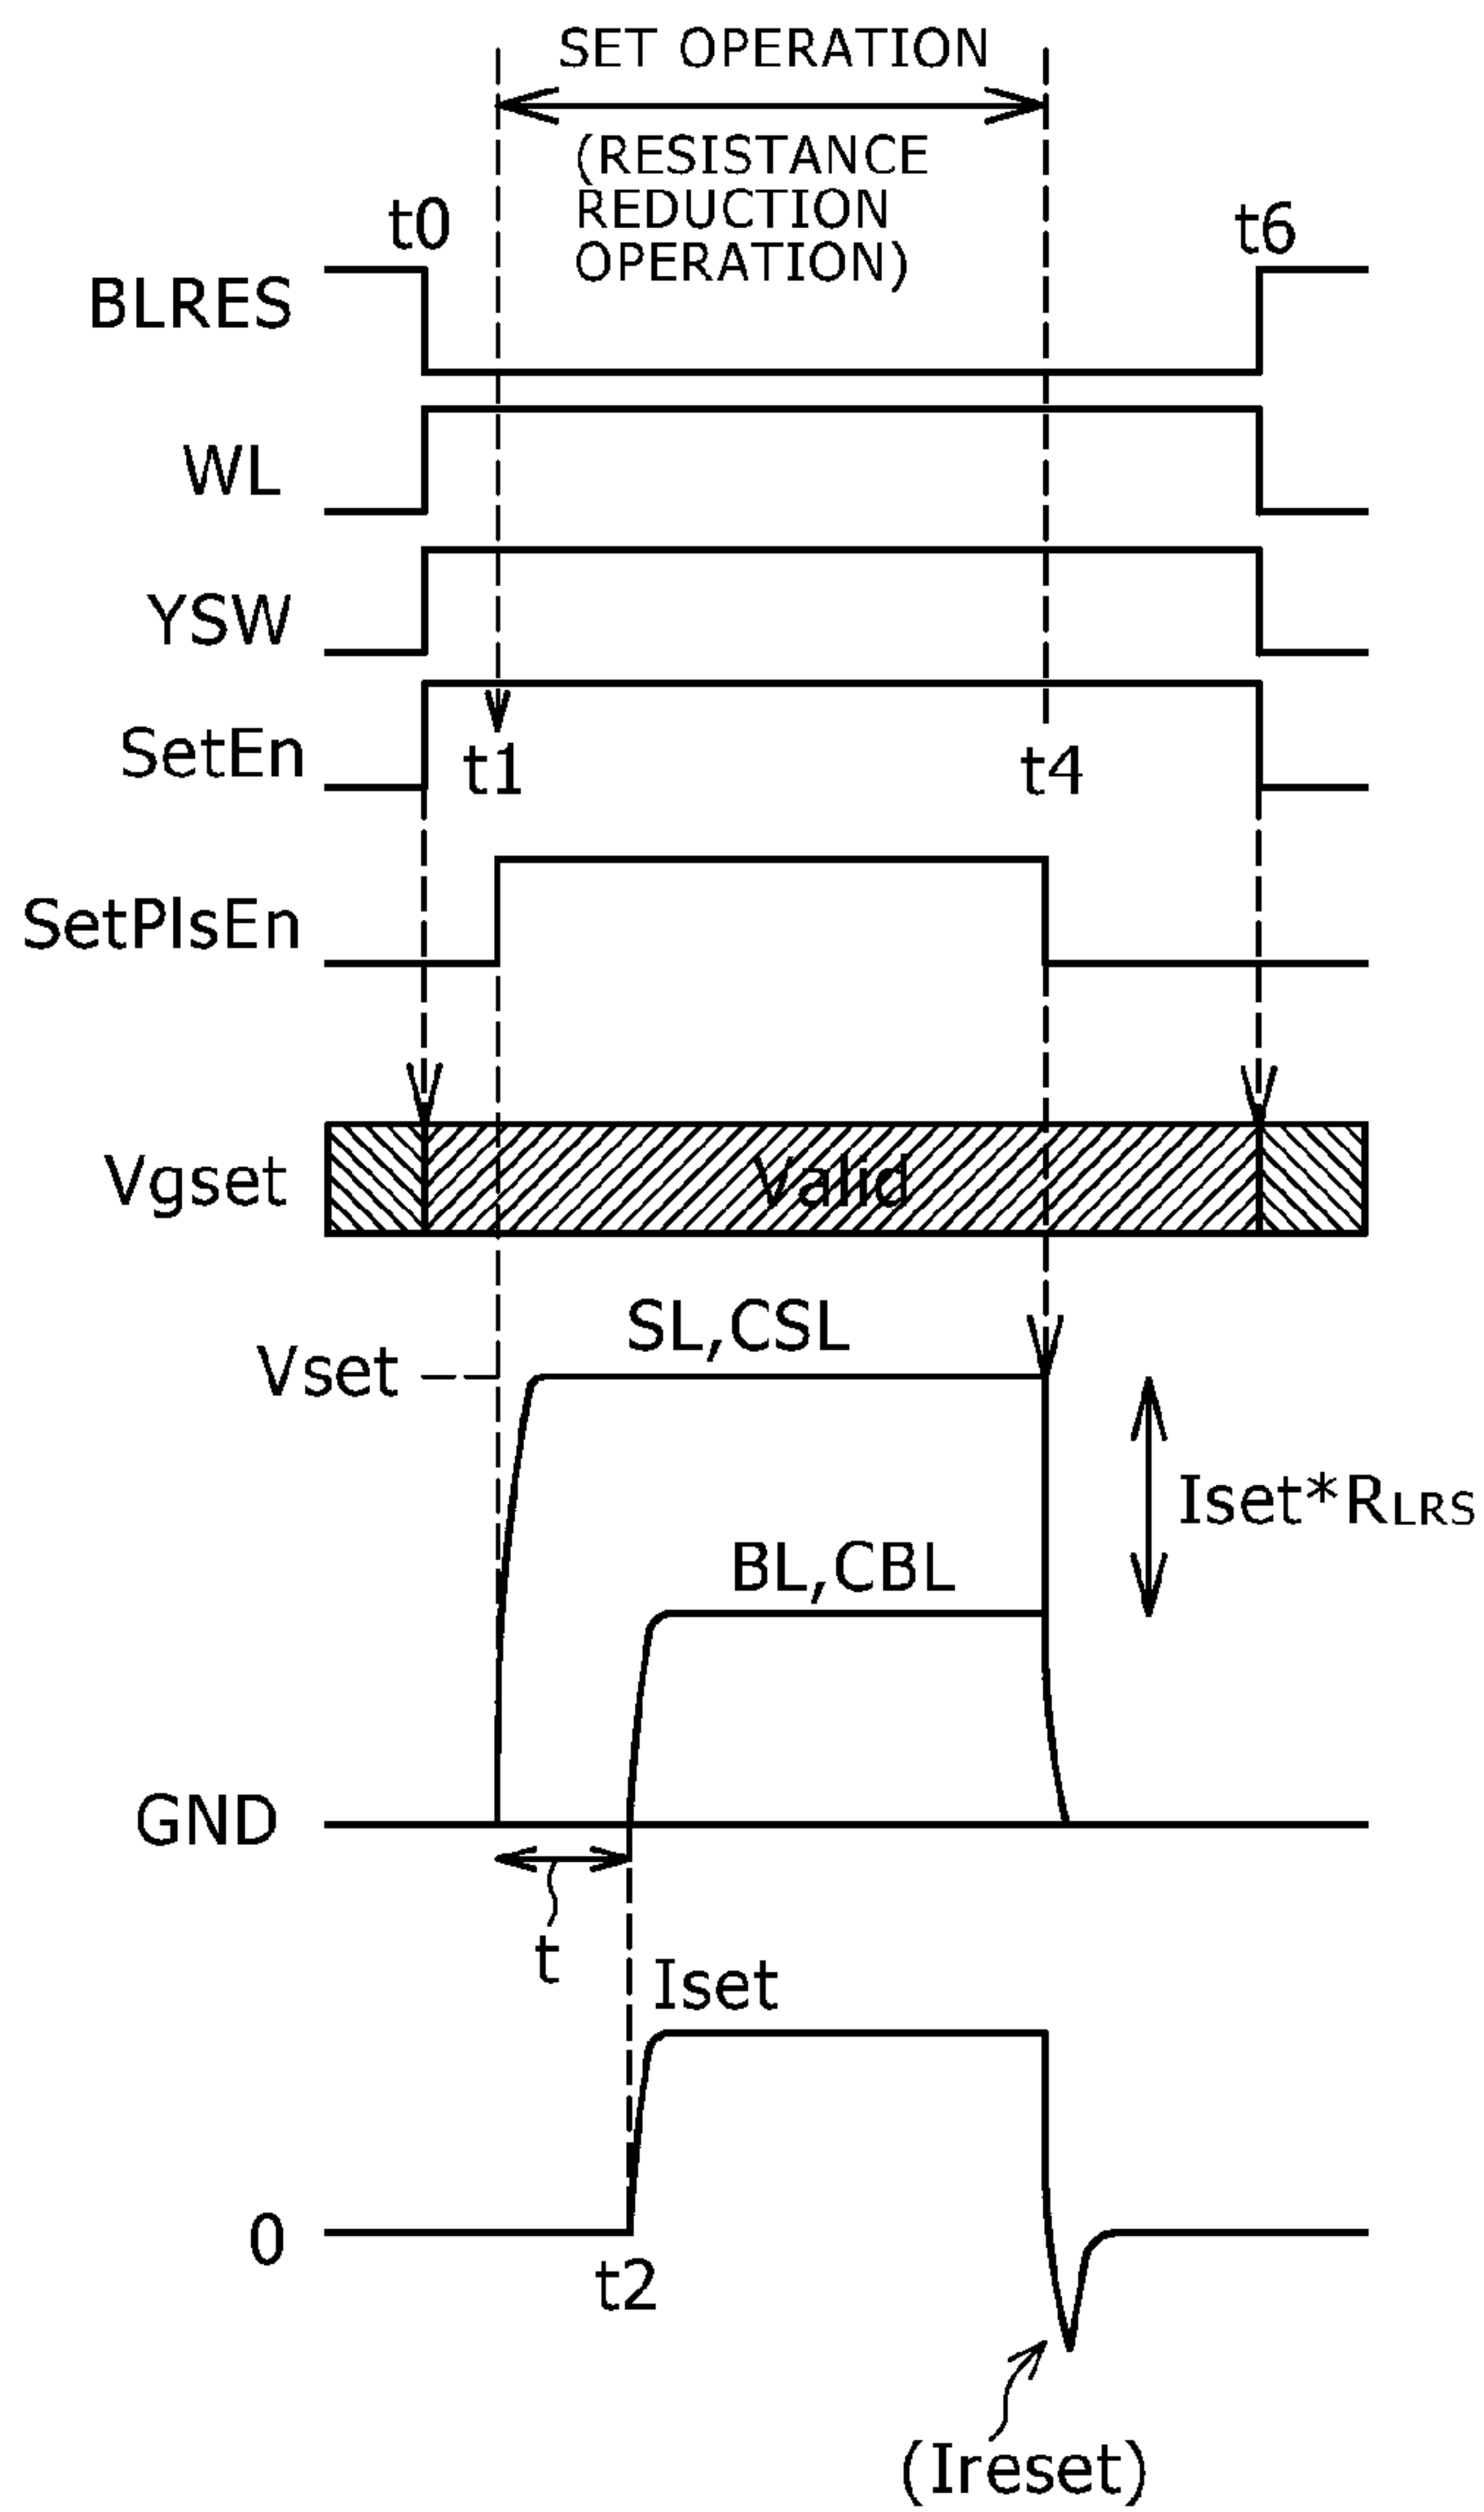 SET OPERATION
(RESISTANCE
REDUCTION
OPERATION)
t0
t6
BLRES
WL
YSW
SetEn
t1
t4
SetPlsEn
Vgset
Valid
SL,CSL
Vset
Iset*RLRS
BL,CBL
GND
t
Iset
0
t2
(Ireset)